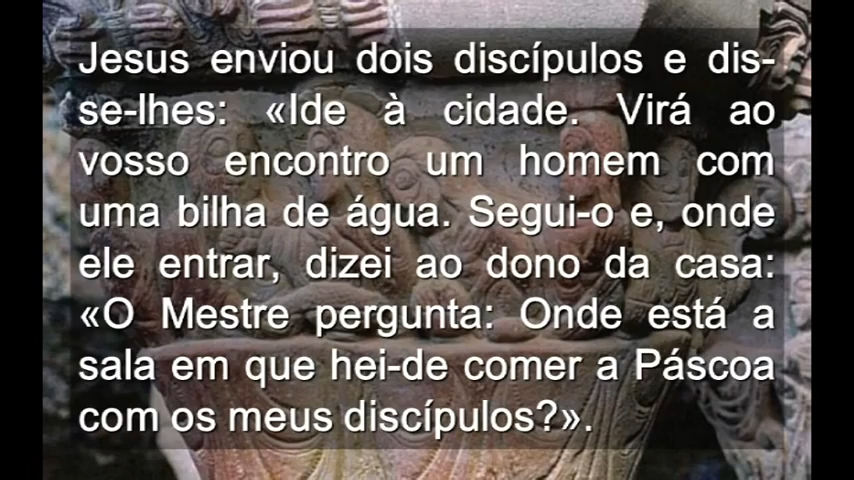 Jesus enviou dois discípulos e dis-
se-lhes: «Ide à cidade. Virá ao
vosso encontro um homem com
uma bilha de água. Segui-o e, onde
ele entrar, dizei ao dono da casa:
«O Mestre pergunta: Onde está a
sala em que hei-de comer a Páscoa
com os meus discípulos?».